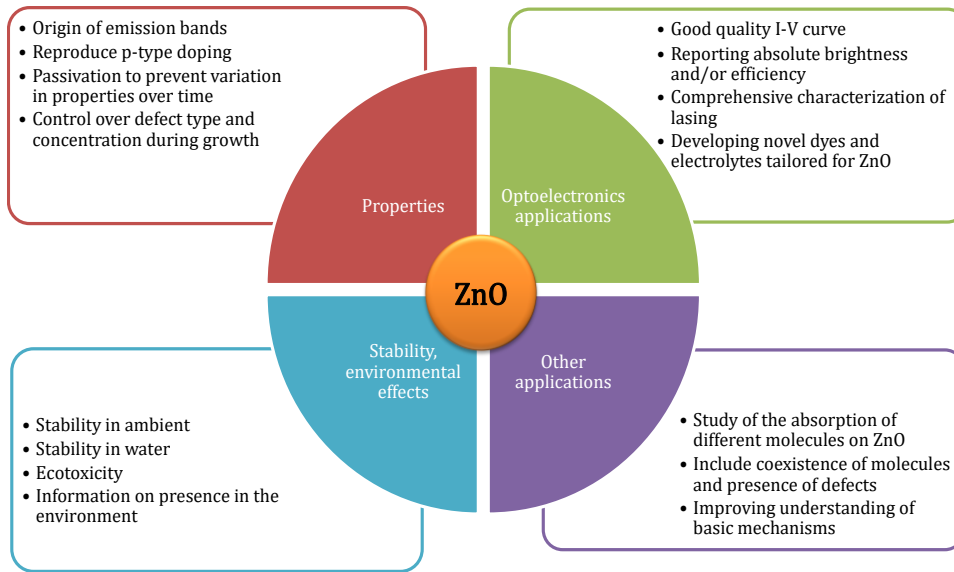 • Origin of emission bands
• Reproduce p-type doping
• Passivation to prevent variation
in properties over time
• Control over defect type and
concentration during growth
• Good quality I-V curve
• Reporting absolute brightness
and/or efficiency
• Comprehensive characterization of
lasing
• Developing novel dyes and
electrolytes tailored for ZnO
Properties
Optoelectronics
applications
ZnO
Stability,
environmental
effects
Other
applications
• Stability in ambient
• Stability in water
• Ecotoxicity
• Information on presence in the
environment
• Study of the absorption of
different molecules on ZnO
• Include coexistence of molecules
and presence of defects
• Improving understanding of
basic mechanisms